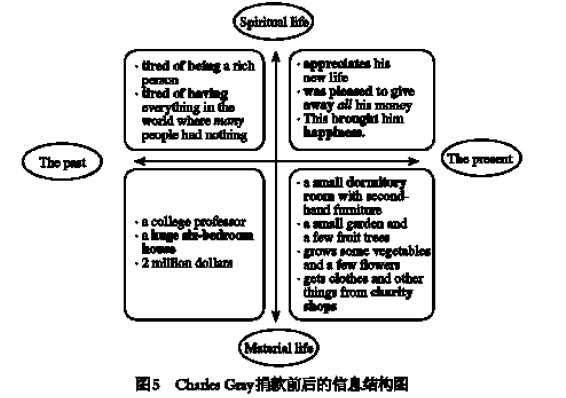 Spiritual life
· tired of being a rich
person
· tired of having
everything in the
world where many
people had nothing
· appreciates his
new life
· was pleased to give
away all his money
· This brought him
happiness.
The past
The present
· a college professor
· a huge six-bedroom
house
· 2 million dollars
· a small dormitory
room with second-
hand furniture
· a small garden and
a few fruit trees
· grows some vegetables
and a few flowers
· gets clothes and other
things from charity
shops
Material life
图5 Charles Gray捐款前后的信息结构图